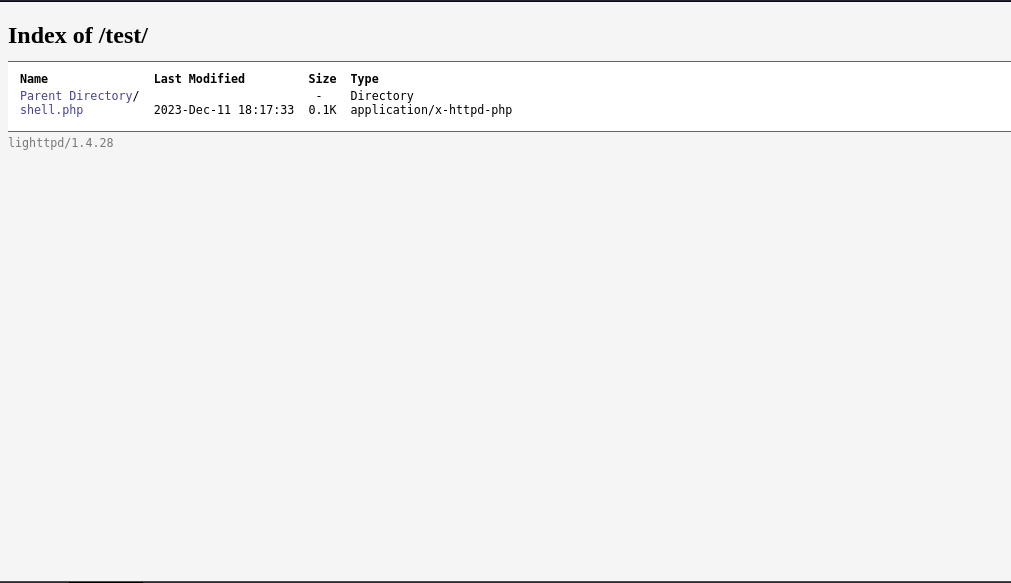 Index of /test/
Name Last Modified Size Type
Parent Directory/ - Directory
shell.php 2023-Dec-11 18:17:33 0.1K application/x-httpd-php
lighttpd/1.4.28